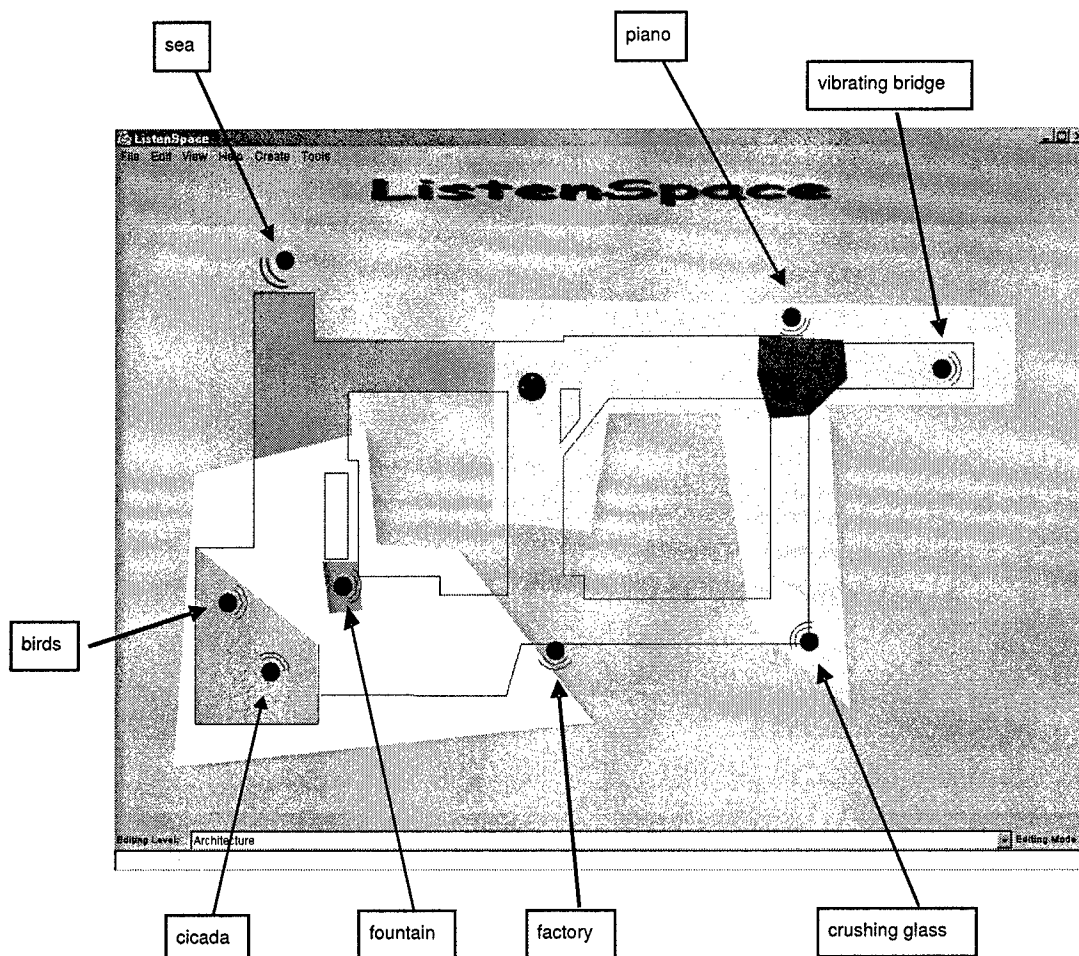 sea
piano
vibrating bridge
ListenSpace
File Edit View Help Create Tools
ListenSpace
birds
Editing Level: Architecture Editing Mode
cicada
fountain
factory
crushing glass